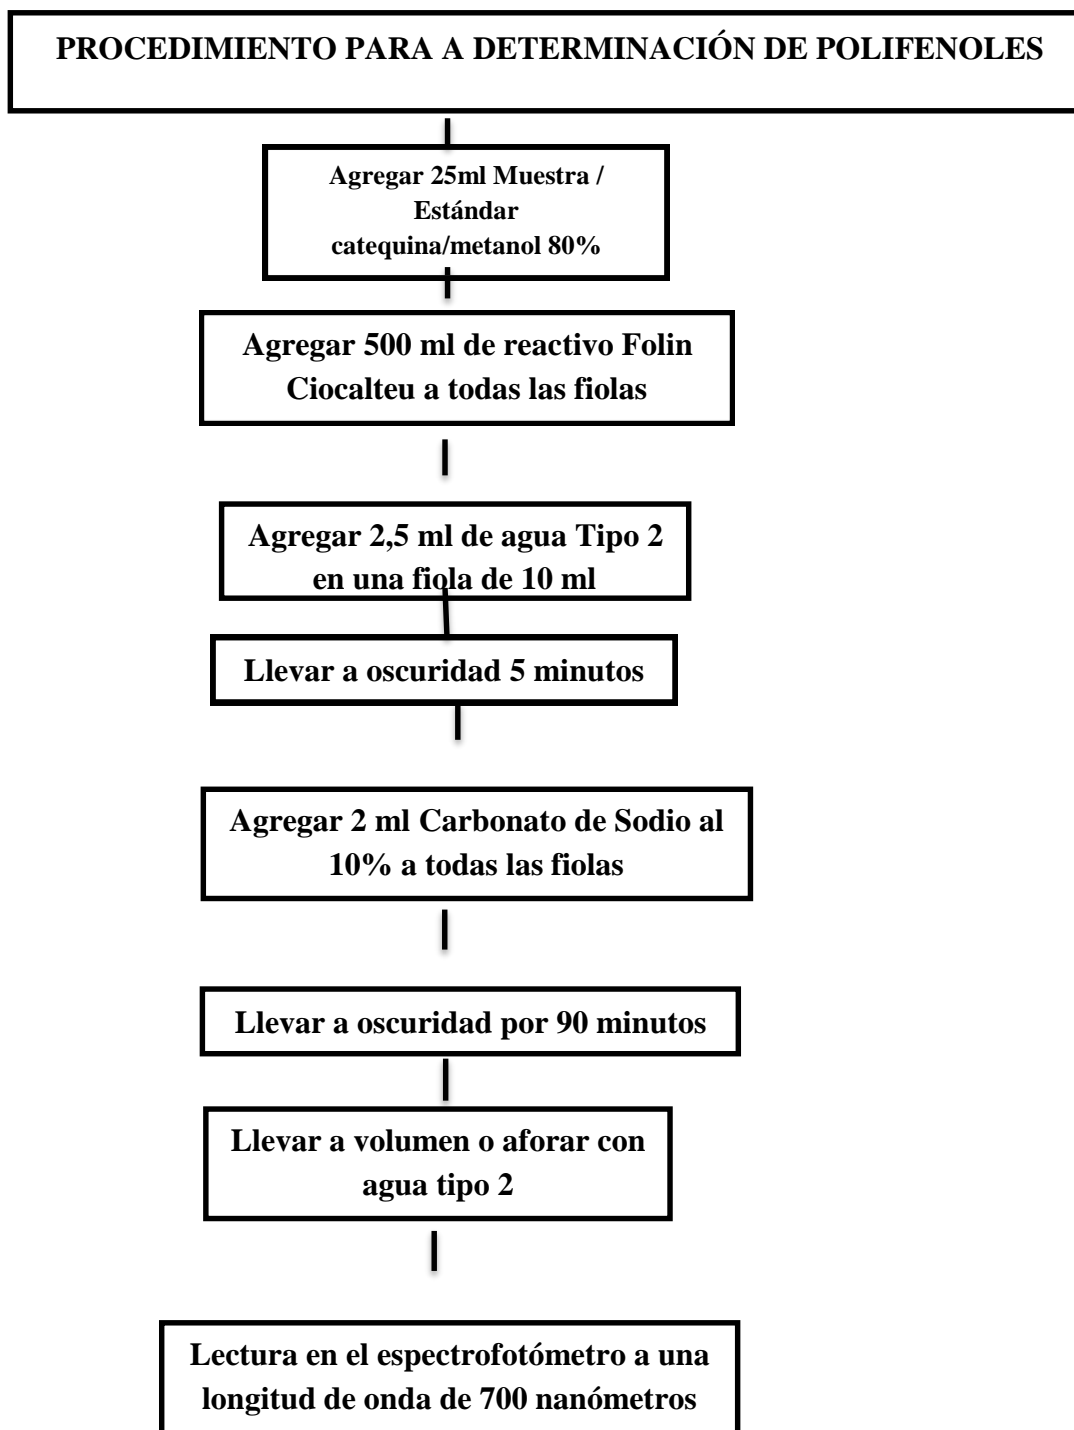 PROCEDIMIENTO PARA A DETERMINACIÓN DE POLIFENOLES
Agregar 25ml Muestra /
Estándar
catequina/metanol 80%
Agregar 500 ml de reactivo Folin
Ciocalteu a todas las fiolas
Agregar 2,5 ml de agua Tipo 2
en una fiola de 10 ml
Llevar a oscuridad 5 minutos
Agregar 2 ml Carbonato de Sodio al
10% a todas las fiolas
Llevar a oscuridad por 90 minutos
Llevar a volumen o aforar con
agua tipo 2
Lectura en el espectrofotómetro a una
longitud de onda de 700 nanómetros